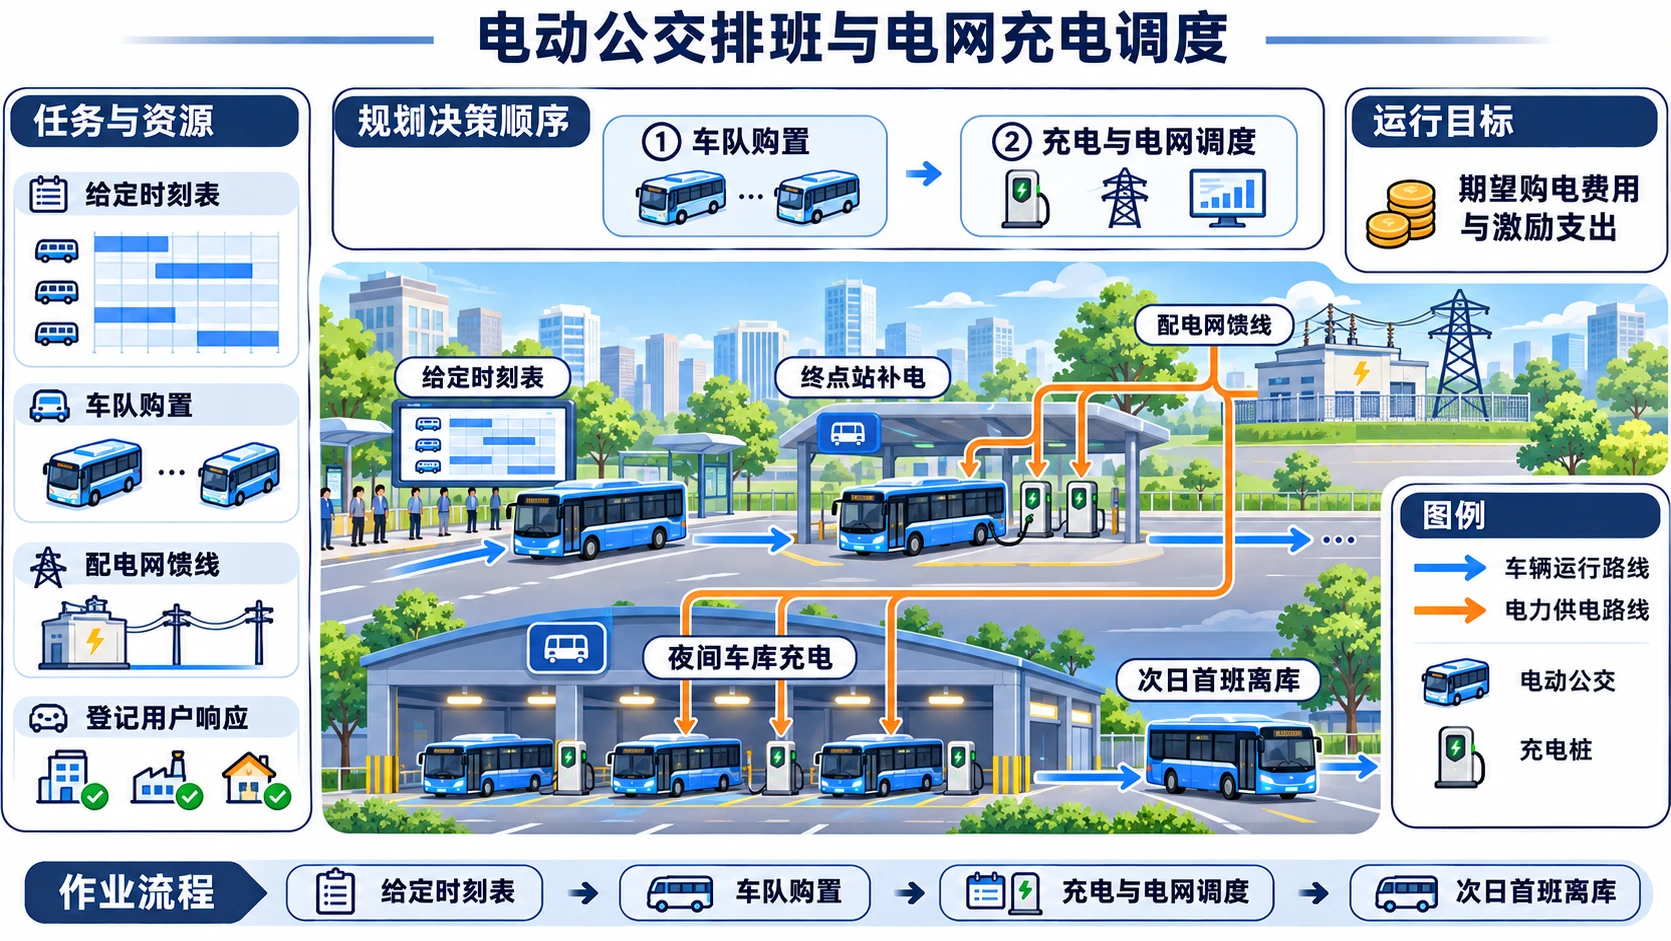 电动公交排班与电网充电调度
任务与资源
给定时刻表
车队购置
···
配电网馈线
登记用户响应
规划决策顺序
① 车队购置
···
② 充电与电网调度
运行目标
期望购电费用
与激励支出
给定时刻表
终点站补电
配电网馈线
···
夜间车库充电
次日首班离库
图例
车辆运行路线
电力供电路线
电动公交
充电桩
作业流程
给定时刻表
车队购置
充电与电网调度
次日首班离库